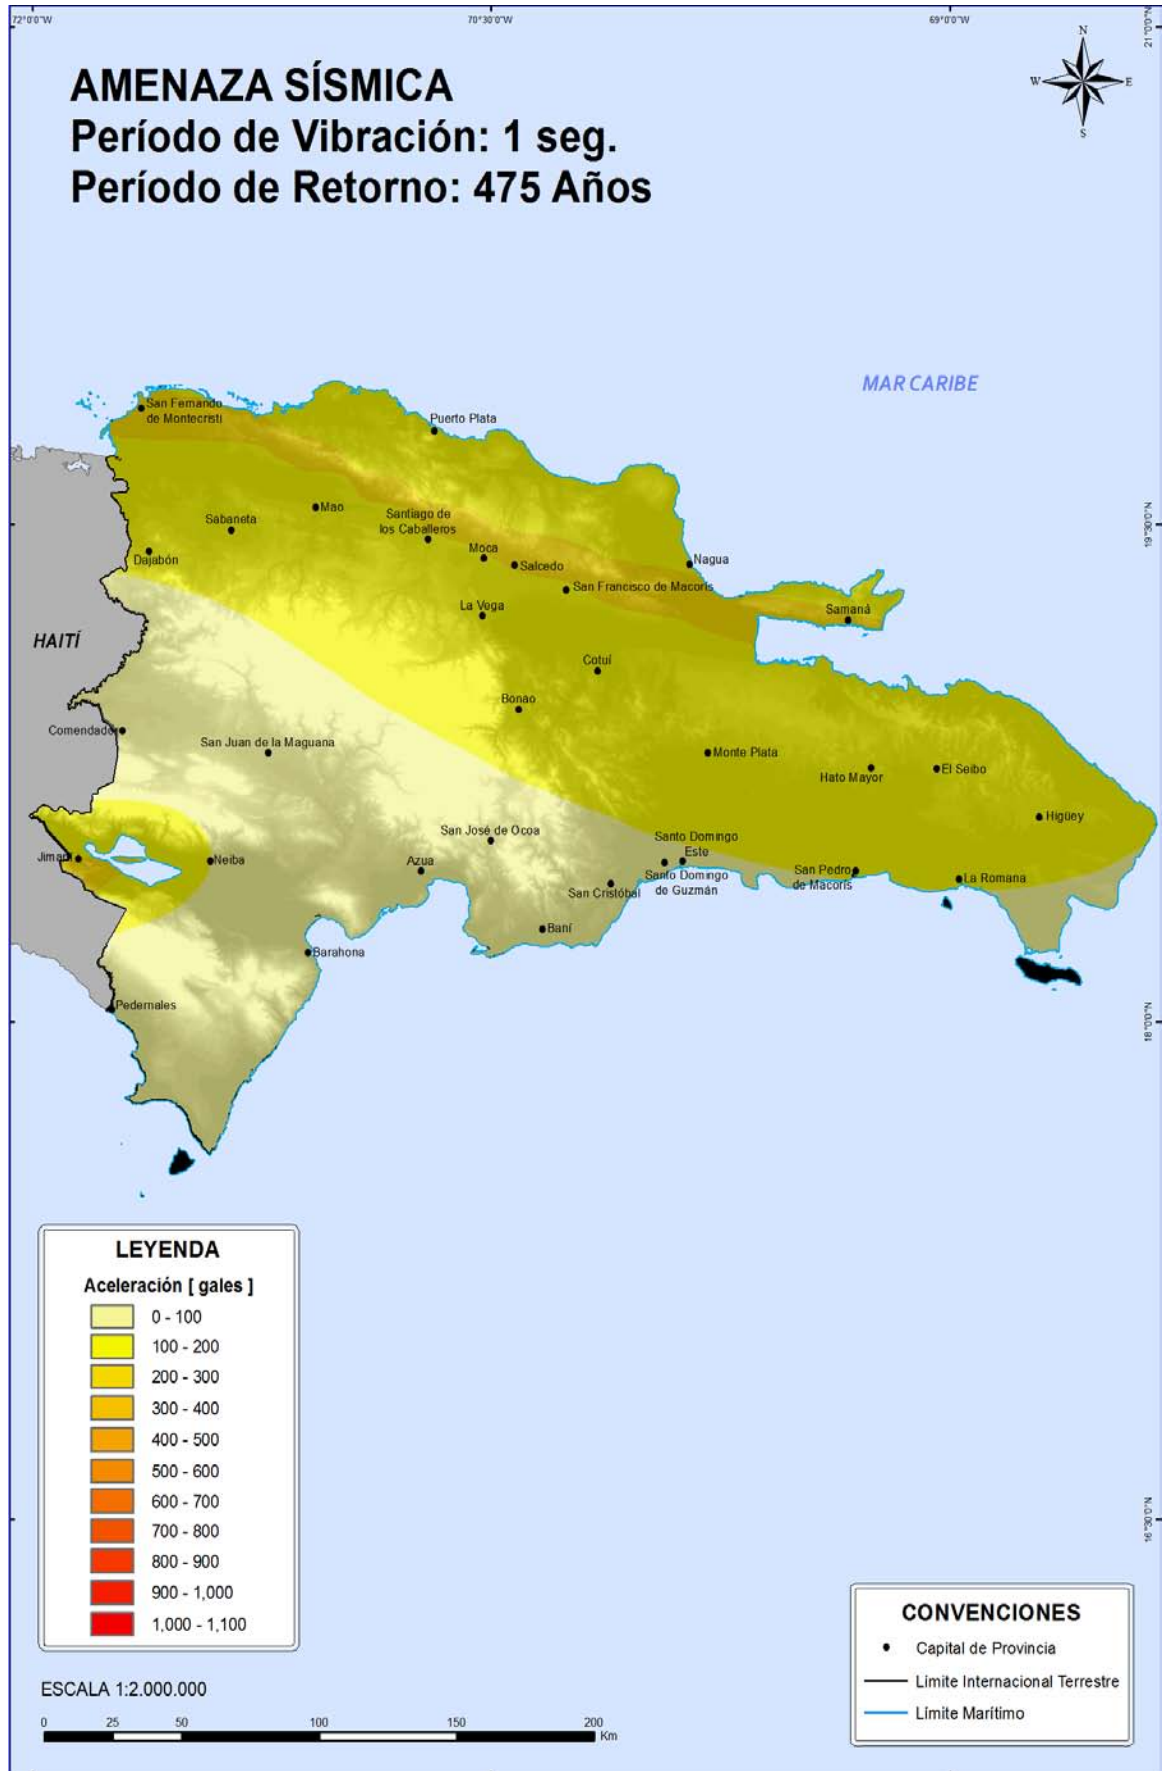 72°0'0"W
70°30'0"W
69°0'0"W
21°0'0"N
AMENAZA SÍSMICA
Período de Vibración: 1 seg.
Período de Retorno: 475 Años
N
W
E
S
MAR CARIBE
San Fernando
de Montecristi
Puerto Plata
Mao
Sabaneta
Santiago de
los Caballeros
19°30'0"N
Dajabón
Moca
Salcedo
Nagua
San Francisco de Macorís
La Vega
Samaná
HAITÍ
Cotuí
Bonao
Comendador
San Juan de la Maguana
Monte Plata
Hato Mayor
El Seibo
Higüey
San José de Ocoa
Santo Domingo
Este
Jimaní
Neiba
Azua
Santo Domingo
de Guzmán
San Pedro
de Macorís
La Romana
San Cristóbal
Baní
Barahona
Pedernales
18°0'0"N
LEYENDA
Aceleración [ gales ]
0 - 100
100 - 200
200 - 300
300 - 400
400 - 500
500 - 600
600 - 700
700 - 800
800 - 900
900 - 1,000
1,000 - 1,100
16°30'0"N
CONVENCIONES
Capital de Provincia
Límite Internacional Terrestre
Límite Marítimo
ESCALA 1:2.000.000
0 25 50 100 150 200
Km